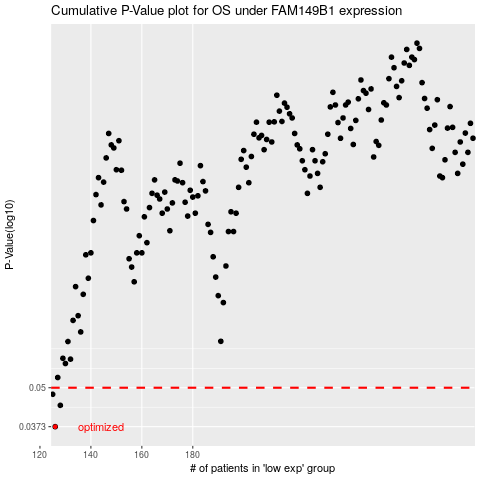 Cumulative P-Value plot for OS under FAM149B1 expression
P-Value(log10)
0.05
0.0373
optimized
120 140 160 180
# of patients in 'low exp' group